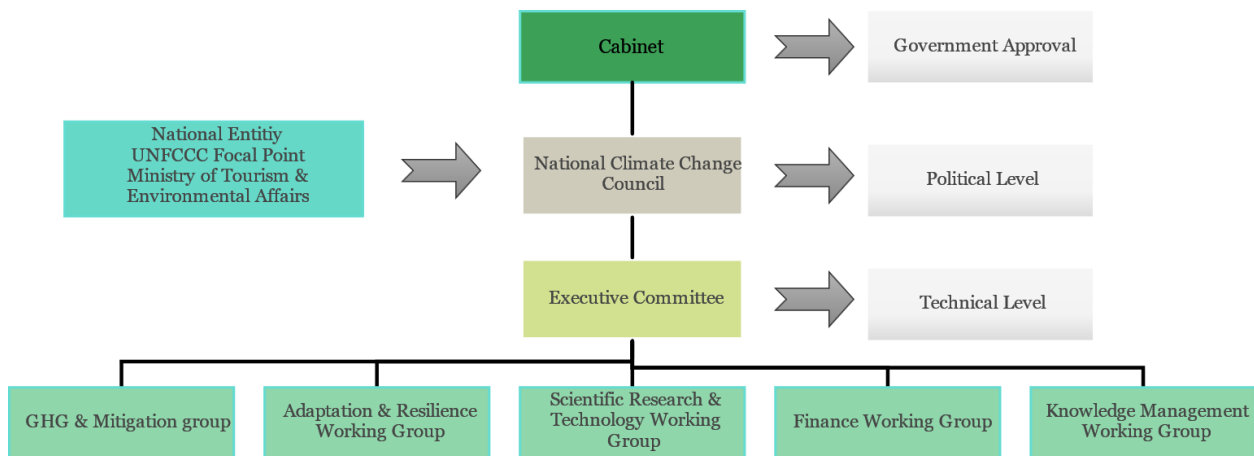 Cabinet
Government Approval
National Entitiy
UNFCCC Focal Point
Ministry of Tourism &
Environmental Affairs
National Climate Change
Council
Political Level
Executive Committee
Technical Level
GHG & Mitigation group
Adaptation & Resilience
Working Group
Scientific Research &
Technology Working
Group
Finance Working Group
Knowledge Management
Working Group